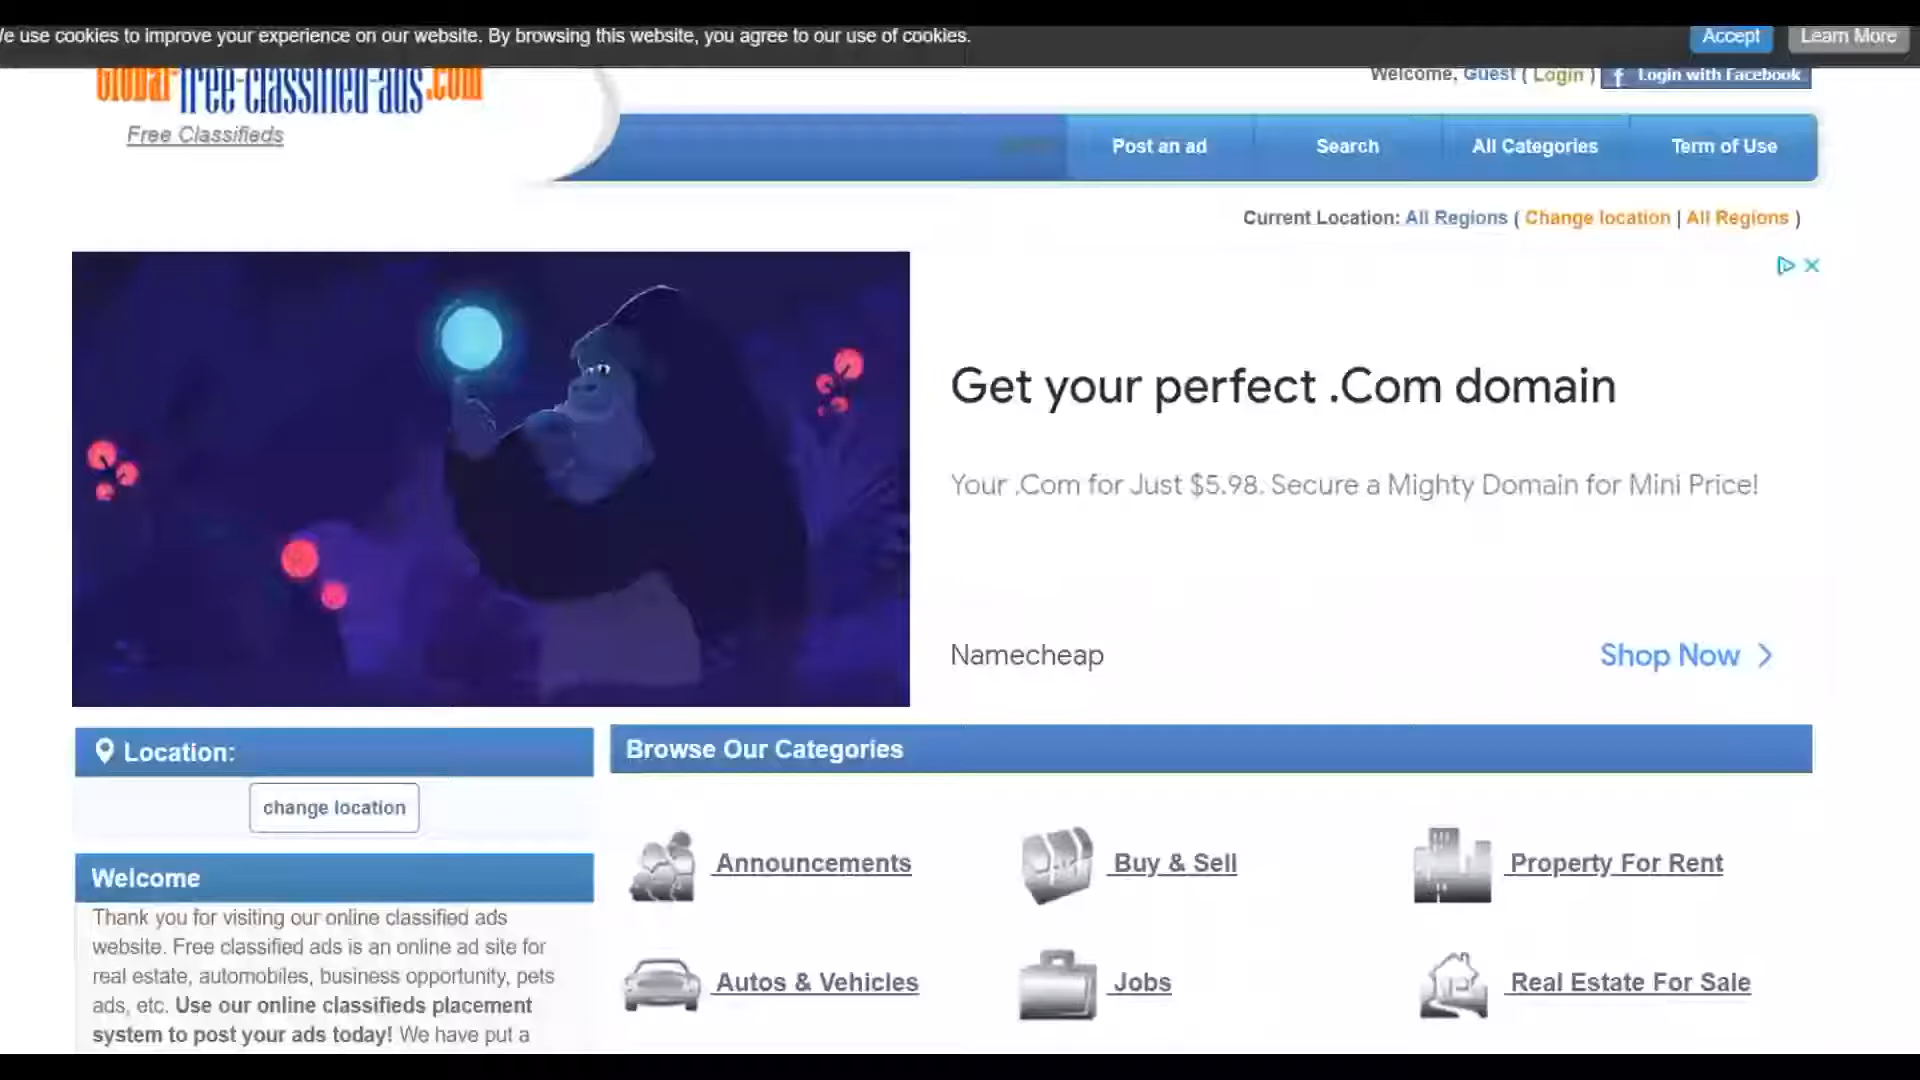 We use cookies to improve your experience on our website. By browsing this website, you agree to our use of cookies.
Accept
Learn More
Global-free-classified-ads.com
Free Classifieds
Welcome, Guest ( Login )
Login with Facebook
Post an ad
Search
All Categories
Term of Use
Current Location: All Regions ( Change location | All Regions )
Get your perfect .Com domain
Your .Com for Just $5.98. Secure a Mighty Domain for Mini Price!
Namecheap
Shop Now
Location:
change location
Welcome
Thank you for visiting our online classified ads
website. Free classified ads is an online ad site for
real estate, automobiles, business opportunity, pets
ads, etc. Use our online classifieds placement
system to post your ads today! We have put a
Browse Our Categories
Announcements
Buy & Sell
Property For Rent
Autos & Vehicles
Jobs
Real Estate For Sale